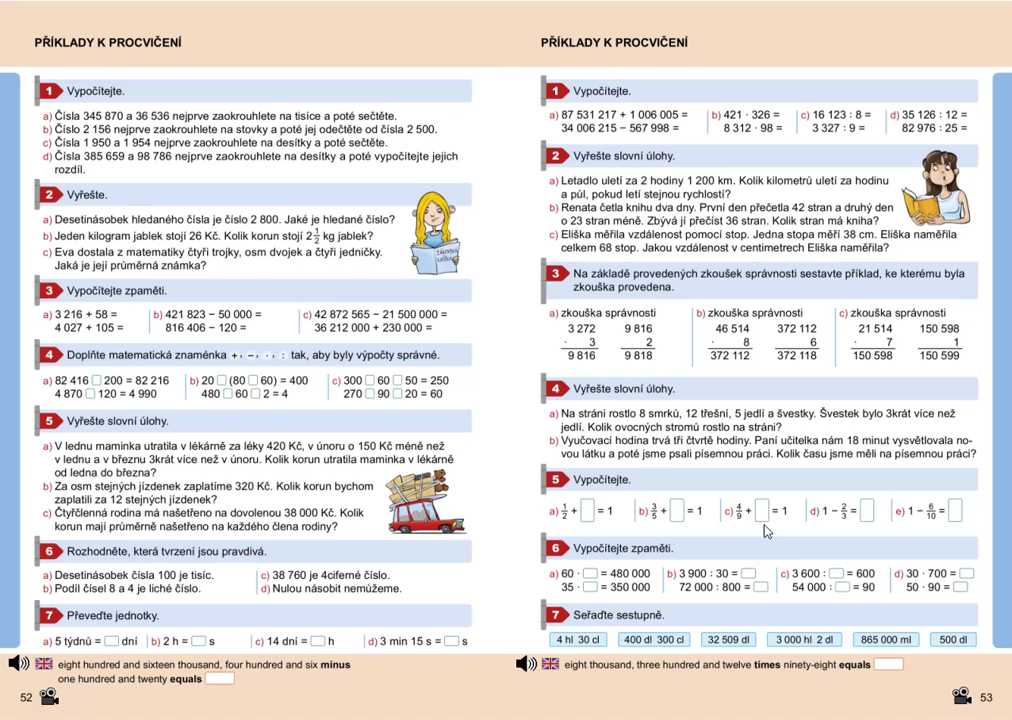 PŘÍKLADY K PROCVIČENÍ
1 Vypočítejte.
a) Čísla 345 870 a 36 536 nejprve zaokrouhlete na tisíce a poté sečtěte.
b) Číslo 2 156 nejprve zaokrouhlete na stovky a poté jej odečtěte od čísla 2 500.
c) Čísla 1 950 a 1 954 nejprve zaokrouhlete na desítky a poté sečtěte.
d) Čísla 385 659 a 98 786 nejprve zaokrouhlete na desítky a poté vypočítejte jejich
rozdíl.
2 Vyřešte.
a) Desetinásobek hledaného čísla je číslo 2 800. Jaké je hledané číslo?
b) Jeden kilogram jablek stojí 26 Kč. Kolik korun stojí 2 1/2 kg jablek?
c) Eva dostala z matematiky čtyři trojky, osm dvojek a čtyři jedničky.
Jaká je její průměrná známka?
3 Vypočítejte zpaměti.
a) 3 216 + 58 = b) 421 823 − 50 000 = c) 42 872 565 − 21 500 000 =
4 027 + 105 = 816 406 − 120 = 36 212 000 + 230 000 =
4 Doplňte matematická znaménka +, −, ·, : tak, aby byly výpočty správné.
a) 82 416 □ 200 = 82 216 b) 20 □ (80 □ 60) = 400 c) 300 □ 60 □ 50 = 250
4 870 □ 120 = 4 990 480 □ 60 □ 2 = 4 270 □ 90 □ 20 = 60
5 Vyřešte slovní úlohy.
a) V lednu maminka utratila v lékárně za léky 420 Kč, v únoru o 150 Kč méně než
v lednu a v březnu 3krát více než v únoru. Kolik korun utratila maminka v lékárně
od ledna do března?
b) Za osm stejných jízdenek zaplatíme 320 Kč. Kolik korun bychom
zaplatili za 12 stejných jízdenek?
c) Čtyřčlenná rodina má našetřeno na dovolenou 38 000 Kč. Kolik
korun mají průměrně našetřeno na každého člena rodiny?
6 Rozhodněte, která tvrzení jsou pravdivá.
a) Desetinásobek čísla 100 je tisíc. c) 38 760 je 4ciferné číslo.
b) Podíl čísel 8 a 4 je liché číslo. d) Nulou násobit nemůžeme.
7 Převeďte jednotky.
a) 5 týdnů = □ dní b) 2 h = □ s c) 14 dní = □ h d) 3 min 15 s = □ s
eight hundred and sixteen thousand, four hundred and six minus
one hundred and twenty equals
52
PŘÍKLADY K PROCVIČENÍ
1 Vypočítejte.
a) 87 531 217 + 1 006 005 = b) 421 · 326 = c) 16 123 : 8 = d) 35 126 : 12 =
34 006 215 − 567 998 = 8 312 · 98 = 3 327 : 9 = 82 976 : 25 =
2 Vyřešte slovní úlohy.
a) Letadlo uletí za 2 hodiny 1 200 km. Kolik kilometrů uletí za hodinu
a půl, pokud letí stejnou rychlostí?
b) Renata četla knihu dva dny. První den přečetla 42 stran a druhý den
o 23 stran méně. Zbývá jí přečíst 36 stran. Kolik stran má kniha?
c) Eliška měřila vzdálenost pomocí stop. Jedna stopa měří 38 cm. Eliška naměřila
celkem 68 stop. Jakou vzdálenost v centimetrech Eliška naměřila?
3 Na základě provedených zkoušek správnosti sestavte příklad, ke kterému byla
zkouška provedena.
a) zkouška správnosti b) zkouška správnosti c) zkouška správnosti
3 272 9 816 46 514 372 112 21 514 150 598
· 3 2 · 8 6 · 7 1
9 816 9 818 372 112 372 118 150 598 150 599
4 Vyřešte slovní úlohy.
a) Na stráni rostlo 8 smrků, 12 třešní, 5 jedlí a švestky. Švestek bylo 3krát více než
jedlí. Kolik ovocných stromů rostlo na stráni?
b) Vyučovací hodina trvá tři čtvrtě hodiny. Paní učitelka nám 18 minut vysvětlovala no-
vou látku a poté jsme psali písemnou práci. Kolik času jsme měli na písemnou práci?
5 Vypočítejte.
a) 1/2 + □ = 1 b) 3/5 + □ = 1 c) 4/9 + □ = 1 d) 1 − 2/3 = □ e) 1 − 6/10 = □
6 Vypočítejte zpaměti.
a) 60 · □ = 480 000 b) 3 900 : 30 = □ c) 3 600 : □ = 600 d) 30 · 700 = □
35 · □ = 350 000 72 000 : 800 = □ 54 000 : □ = 90 50 · 90 = □
7 Seřaďte sestupně.
4 hl 30 cl 400 dl 300 cl 32 509 dl 3 000 hl 2 dl 865 000 ml 500 dl
eight thousand, three hundred and twelve times ninety-eight equals
53